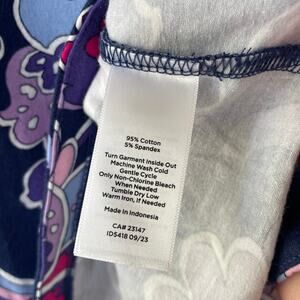 95% Cotton
5% Spandex
Turn Garment Inside Out
Machine Wash Cold
Gentle Cycle
Only Non-Chlorine Bleach
When Needed
Tumble Dry Low
Warm Iron, If Needed
Made In Indonesia
CA# 23147
IDS418 09/23